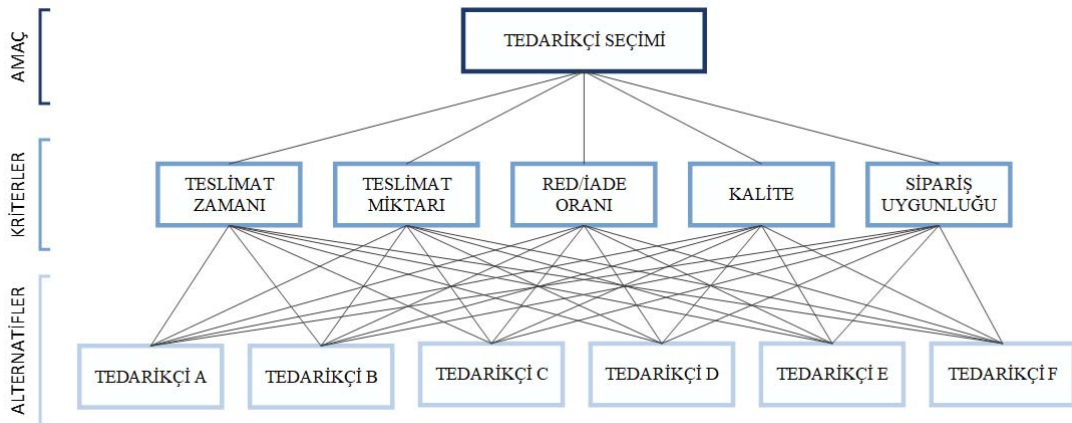 AMAÇ
TEDARİKÇİ SEÇİMİ
KRİTERLER
TESLİMAT
ZAMANI
TESLİMAT
MİKTARI
RED/İADE
ORANI
KALİTE
SİPARİŞ
UYGUNLUĞU
ALTERNATİFLER
TEDARİKÇİ A
TEDARİKÇİ B
TEDARİKÇİ C
TEDARİKÇİ D
TEDARİKÇİ E
TEDARİKÇİ F